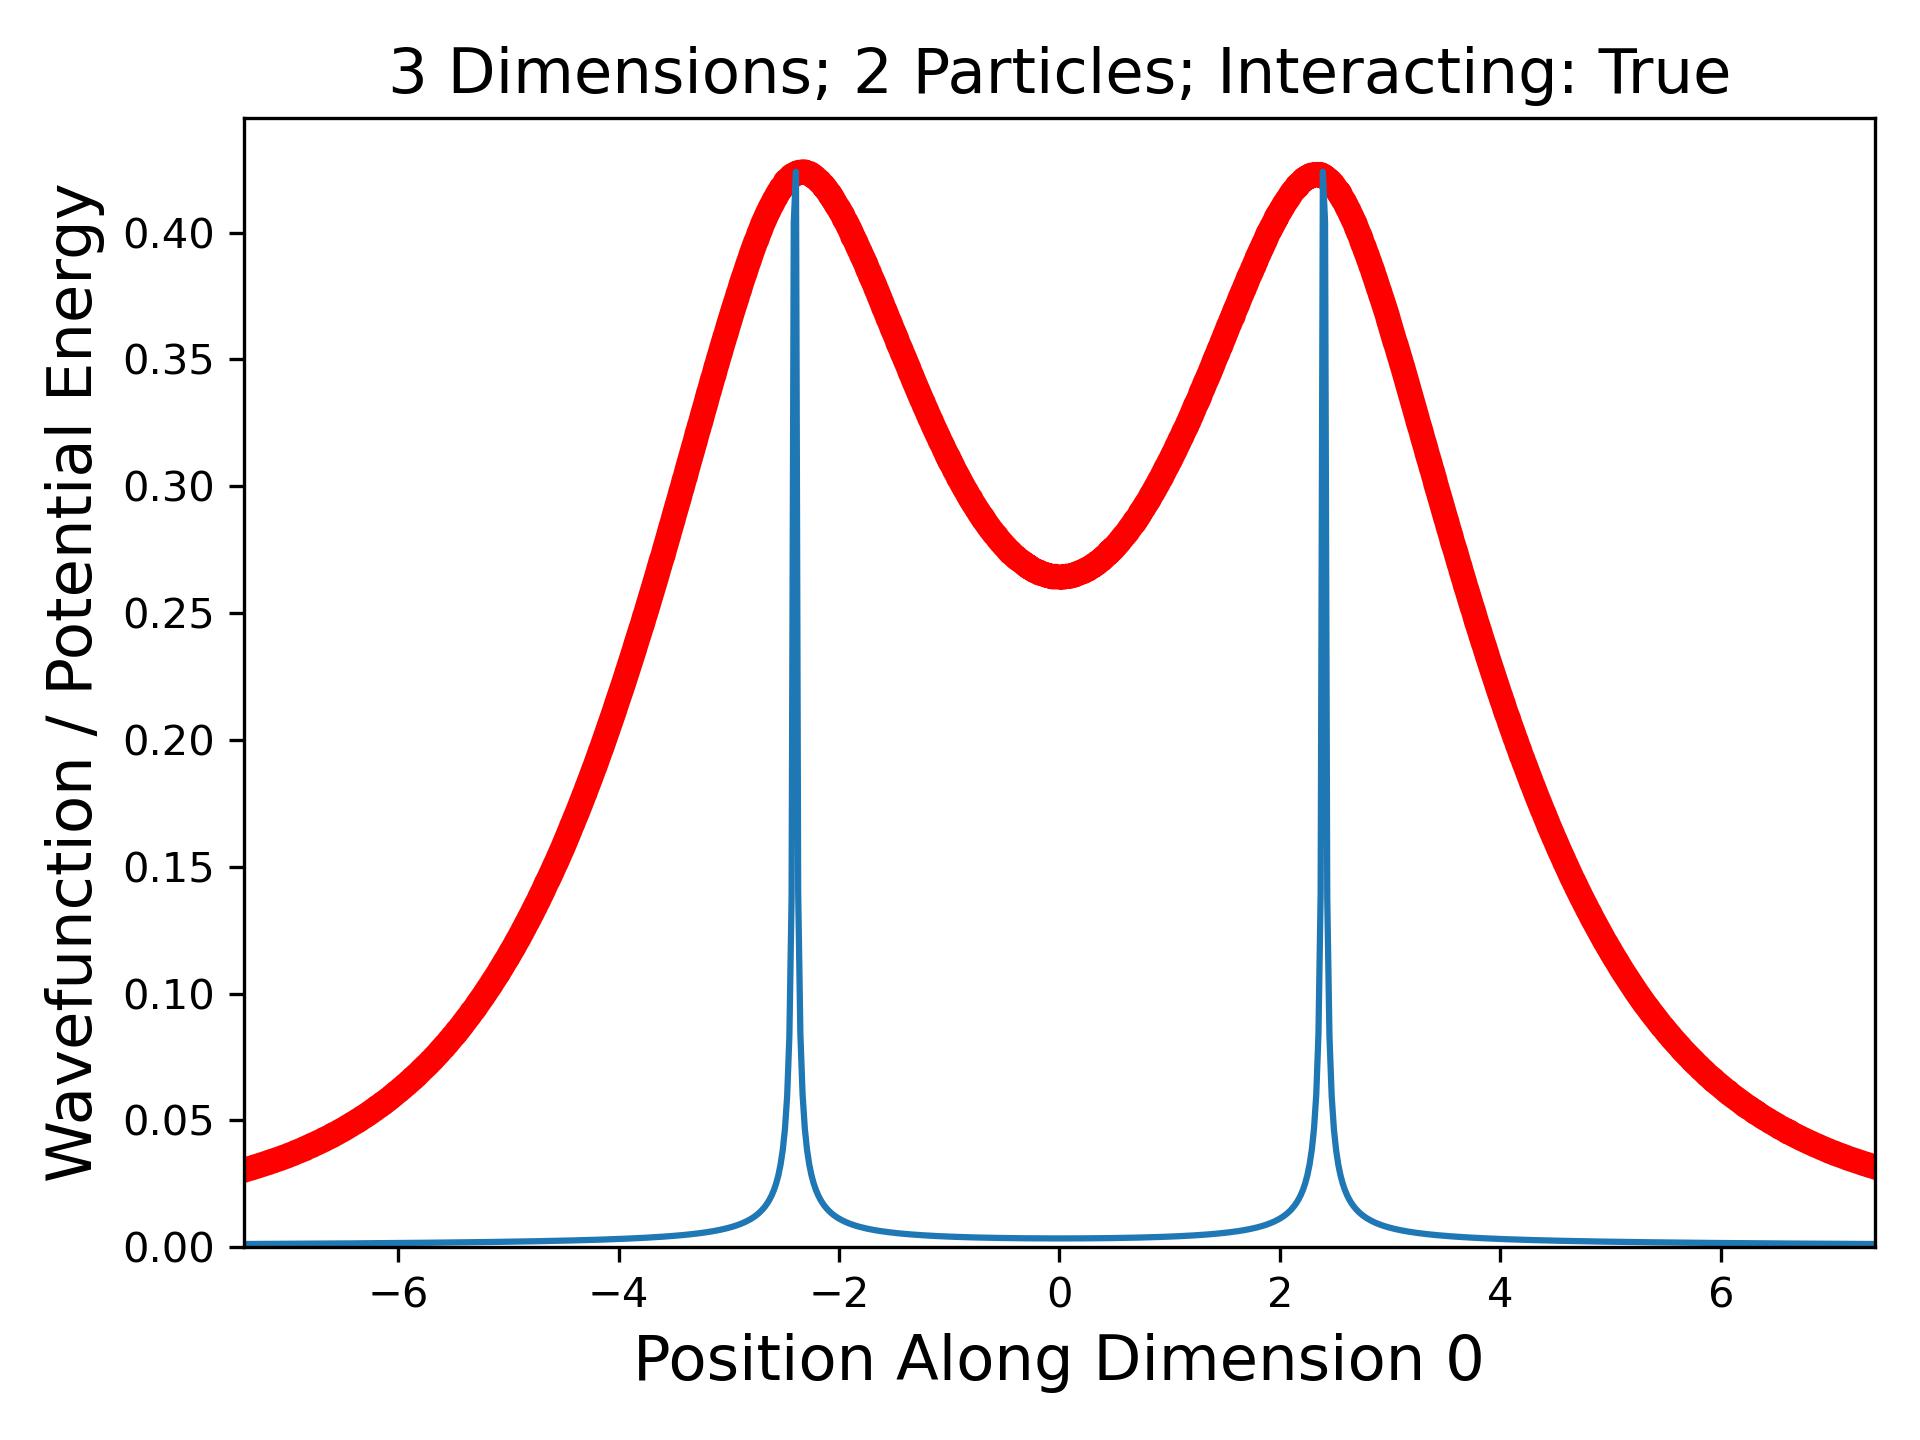 3 Dimensions; 2 Particles; Interacting: True
Wavefunction / Potential Energy
0.40
0.35
0.30
0.25
0.20
0.15
0.10
0.05
0.00
−6 −4 −2 0 2 4 6
Position Along Dimension 0